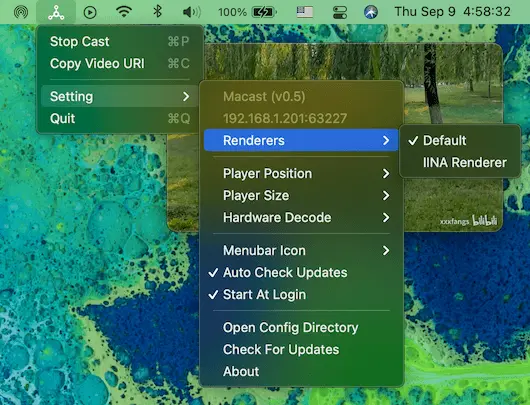 100%
Thu Sep 9 4:58:32
Stop Cast ⌘P
Copy Video URI ⌘C
Setting
Quit ⌘Q
Macast (v0.5)
192.168.1.201:63227
Renderers
Default
IINA Renderer
Player Position
Player Size
Hardware Decode
xxxfangs bilibili
Menubar Icon
Auto Check Updates
Start At Login
Open Config Directory
Check For Updates
About